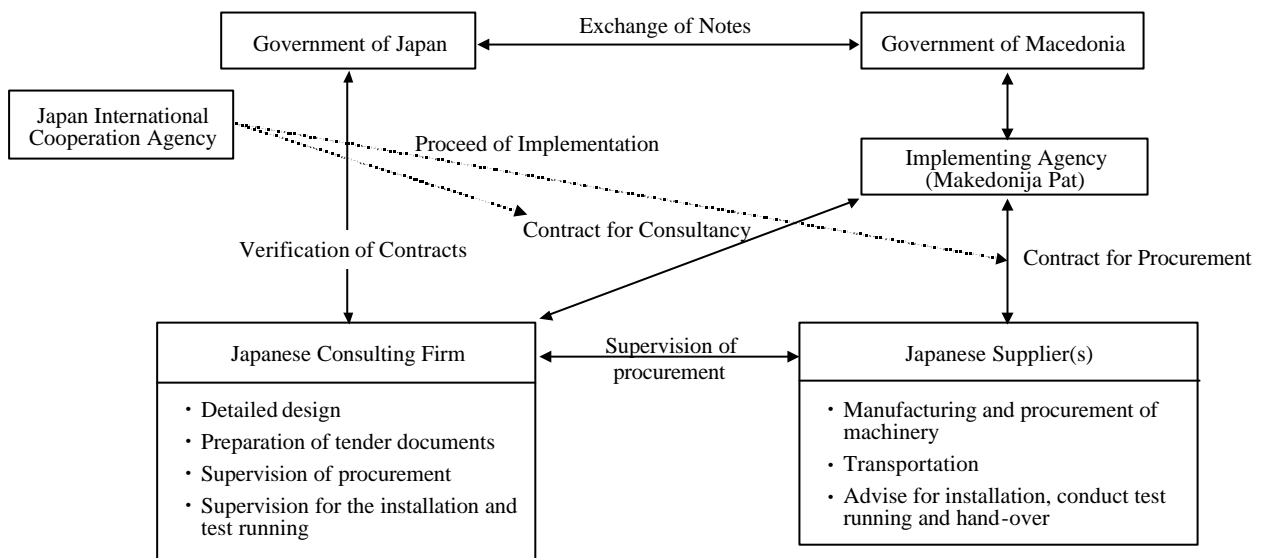 Exchange of Notes
Government of Japan
Government of Macedonia
Japan International
Cooperation Agency
Proceed of Implementation
Implementing Agency
(Makedonija Pat)
Contract for Consultancy
Verification of Contracts
Contract for Procurement
Japanese Consulting Firm
Supervision of
procurement
Japanese Supplier(s)
・Detailed design
・Preparation of tender documents
・Supervision of procurement
・Supervision for the installation and
test running
・Manufacturing and procurement of
machinery
・Transportation
・Advise for installation, conduct test
running and hand-over